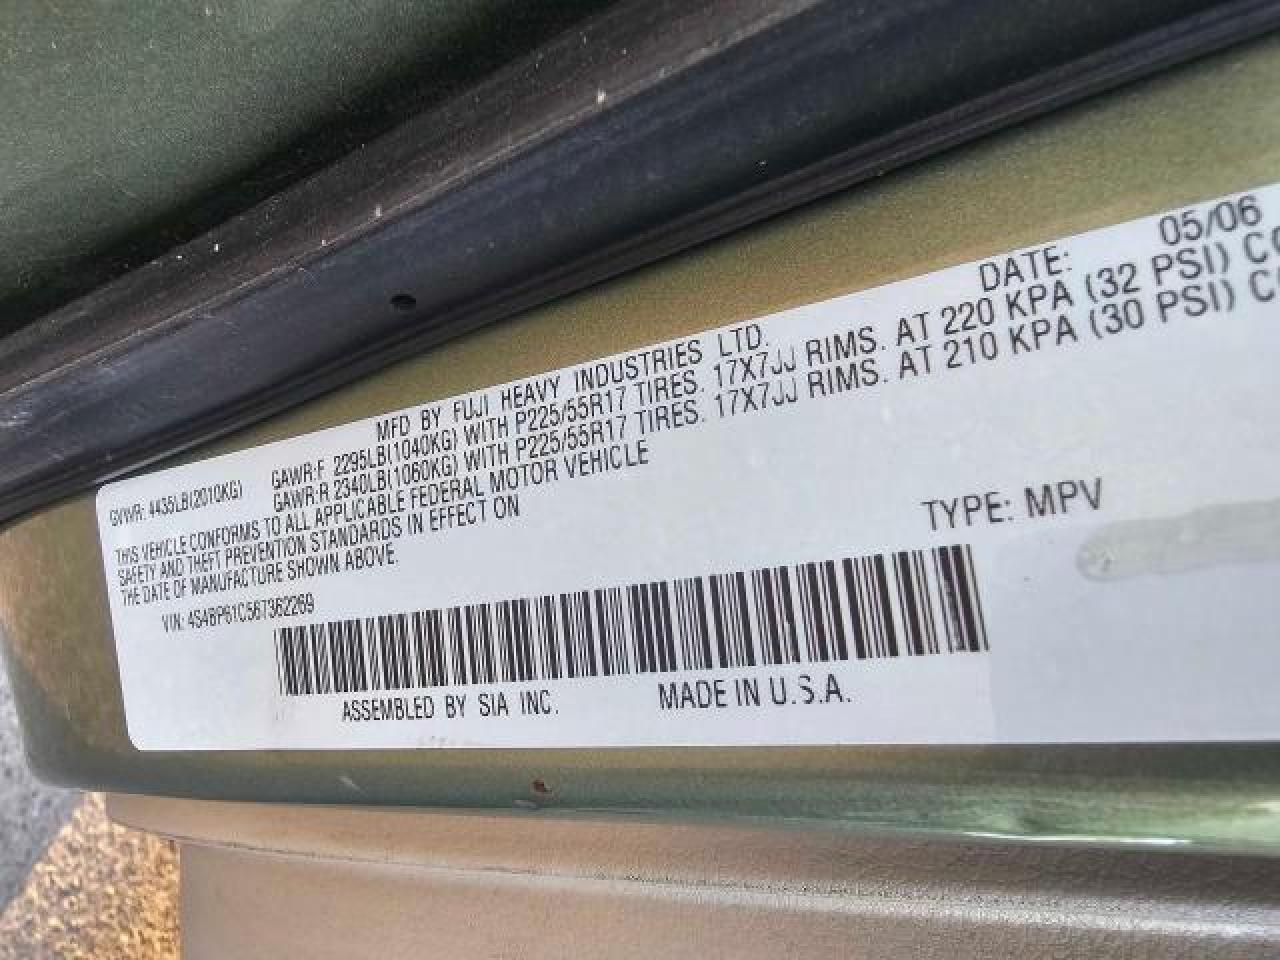 MFD BY FUJI HEAVY INDUSTRIES LTD. DATE: 05/06
GVWR: 4435LB(2010KG) GAWR:F 2295LB(1040KG) WITH P225/55R17 TIRES. 17X7JJ RIMS. AT 220 KPA (32 PSI)
GAWR:R 2340LB(1060KG) WITH P225/55R17 TIRES. 17X7JJ RIMS. AT 210 KPA (30 PSI)
THIS VEHICLE CONFORMS TO ALL APPLICABLE FEDERAL MOTOR VEHICLE
SAFETY AND THEFT PREVENTION STANDARDS IN EFFECT ON
THE DATE OF MANUFACTURE SHOWN ABOVE.
VIN: 4S4BP61C567362269 TYPE: MPV
ASSEMBLED BY SIA INC. MADE IN U.S.A.